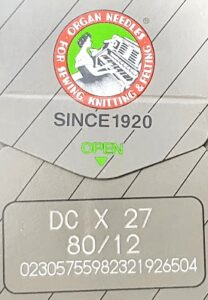 ORGAN NEEDLES
FOR SEWING, KNITTING & FELTING
SINCE1920
OPEN
DC X 27
80/12
02305755982321926504